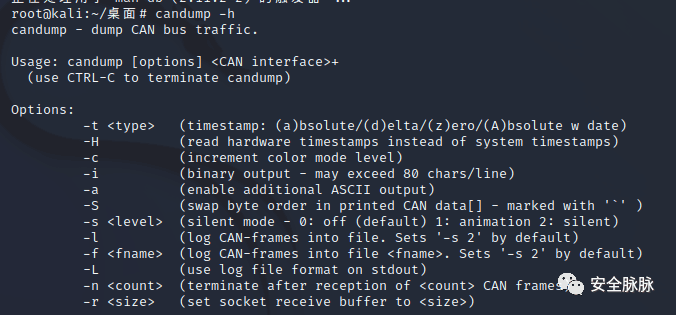 root@kali:~/桌面# candump -h
candump - dump CAN bus traffic.
Usage: candump [options] <CAN interface>+
(use CTRL-C to terminate candump)
Options:
-t <type> (timestamp: (a)bsolute/(d)elta/(z)ero/(A)bsolute w date)
-H (read hardware timestamps instead of system timestamps)
-c (increment color mode level)
-i (binary output - may exceed 80 chars/line)
-a (enable additional ASCII output)
-S (swap byte order in printed CAN data[] - marked with '`' )
-s <level> (silent mode - 0: off (default) 1: animation 2: silent)
-l (log CAN-frames into file. Sets '-s 2' by default)
-f <fname> (log CAN-frames into file <fname>. Sets '-s 2' by default)
-L (use log file format on stdout)
-n <count> (terminate after reception of <count> CAN frames
-r <size> (set socket receive buffer to <size>)
安全脉脉